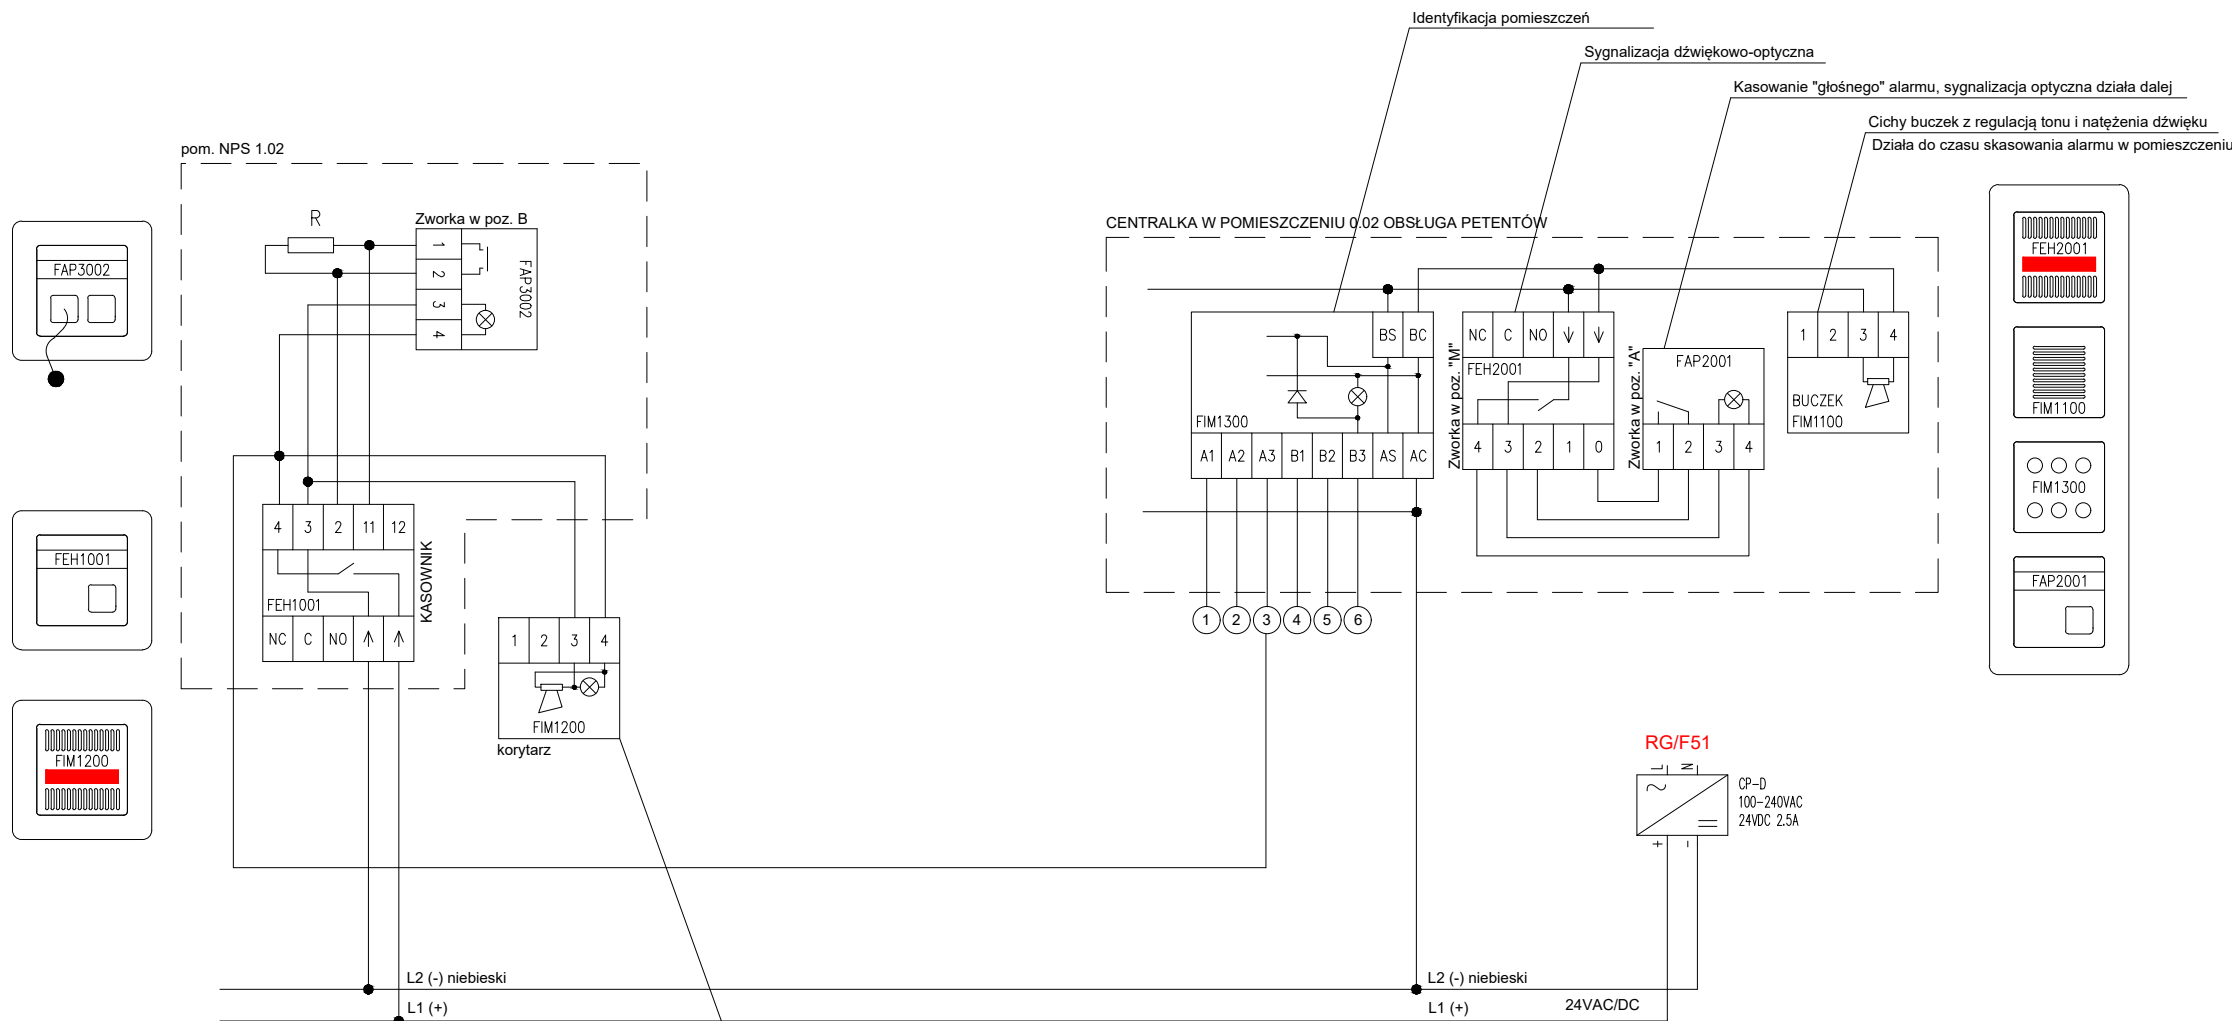 Identyfikacja pomieszczeń
Sygnalizacja dźwiękowo-optyczna
Kasowanie "głośnego" alarmu, sygnalizacja optyczna działa dalej
Cichy buczek z regulacją tonu i natężenia dźwięku
Działa do czasu skasowania alarmu w pomieszczeniu
pom. NPS 1.02
R
Zworka w poz. B
1
2
3
4
FAP3002
FAP3002
FEH1001
FIM1200
4 3 2 11 12
FEH1001
KASOWNIK
NC C NO
1 2 3 4
FIM1200
korytarz
CENTRALKA W POMIESZCZENIU 0.02 OBSŁUGA PETENTÓW
BS BC
FIM1300
A1 A2 A3 B1 B2 B3 AS AC
1 2 3 4 5 6
Zworka w poz. "M"
NC C NO
FEH2001
4 3 2 1 0
Zworka w poz. "A"
FAP2001
1 2 3 4
1 2 3 4
BUCZEK
FIM1100
FEH2001
FIM1100
FIM1300
FAP2001
RG/F51
L N
CP-D
100-240VAC
24VDC 2.5A
+ -
L2 (-) niebieski
L1 (+)
L2 (-) niebieski
L1 (+)
24VAC/DC